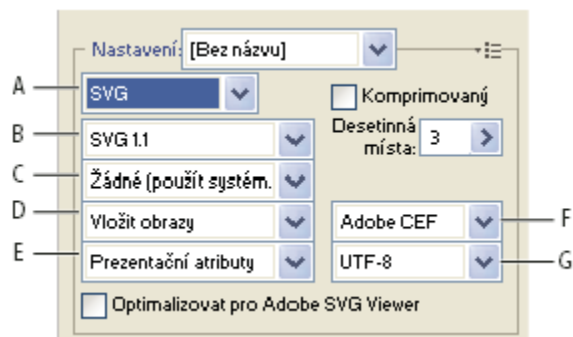 Nastavení: [Bez názvu]
A SVG Komprimovaný
B SVG 1.1 Desetinná místa: 3
C Žádné (použít systém.
D Vložit obrazy Adobe CEF F
E Prezentační atributy UTF-8 G
Optimalizovat pro Adobe SVG Viewer